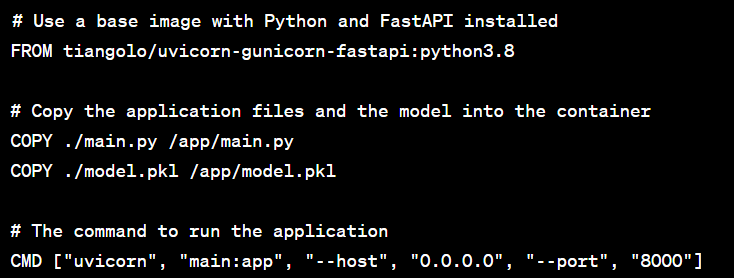 # Use a base image with Python and FastAPI installed
FROM tiangolo/uvicorn-gunicorn-fastapi:python3.8
# Copy the application files and the model into the container
COPY ./main.py /app/main.py
COPY ./model.pkl /app/model.pkl
# The command to run the application
CMD ["uvicorn", "main:app", "--host", "0.0.0.0", "--port", "8000"]